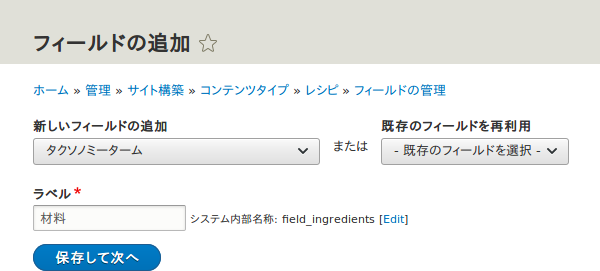 フィールドの追加
ホーム » 管理 » サイト構築 » コンテンツタイプ » レシピ » フィールドの管理
新しいフィールドの追加
既存のフィールドを再利用
タクソノミーターム
または
- 既存のフィールドを選択 -
ラベル*
材料
システム内部名称: field_ingredients [Edit]
保存して次へ